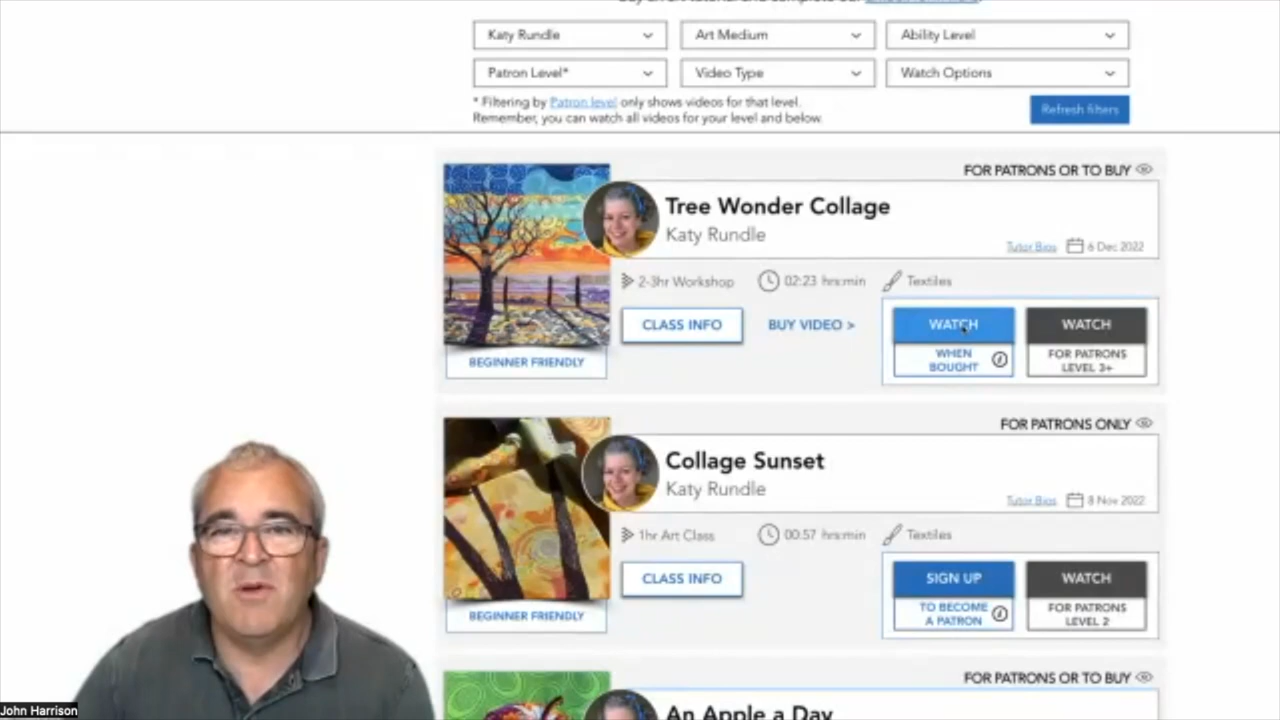 Katy Rundle
Art Medium
Ability Level
Patron Level*
Video Type
Watch Options
* Filtering by Patron level only shows videos for that level.
Remember, you can watch all videos for your level and below.
Refresh filters
FOR PATRONS OR TO BUY
Tree Wonder Collage
Katy Rundle
Tutor Bios
6 Dec 2022
2-3hr Workshop
02:23 hrs:min
Textiles
CLASS INFO
BUY VIDEO >
WATCH
WHEN
BOUGHT
WATCH
FOR PATRONS
LEVEL 3+
BEGINNER FRIENDLY
FOR PATRONS ONLY
Collage Sunset
Katy Rundle
Tutor Bios
8 Nov 2022
1hr Art Class
00:57 hrs:min
Textiles
CLASS INFO
SIGN UP
TO BECOME
A PATRON
WATCH
FOR PATRONS
LEVEL 2
BEGINNER FRIENDLY
FOR PATRONS OR TO BUY
An Apple a Day
John Harrison